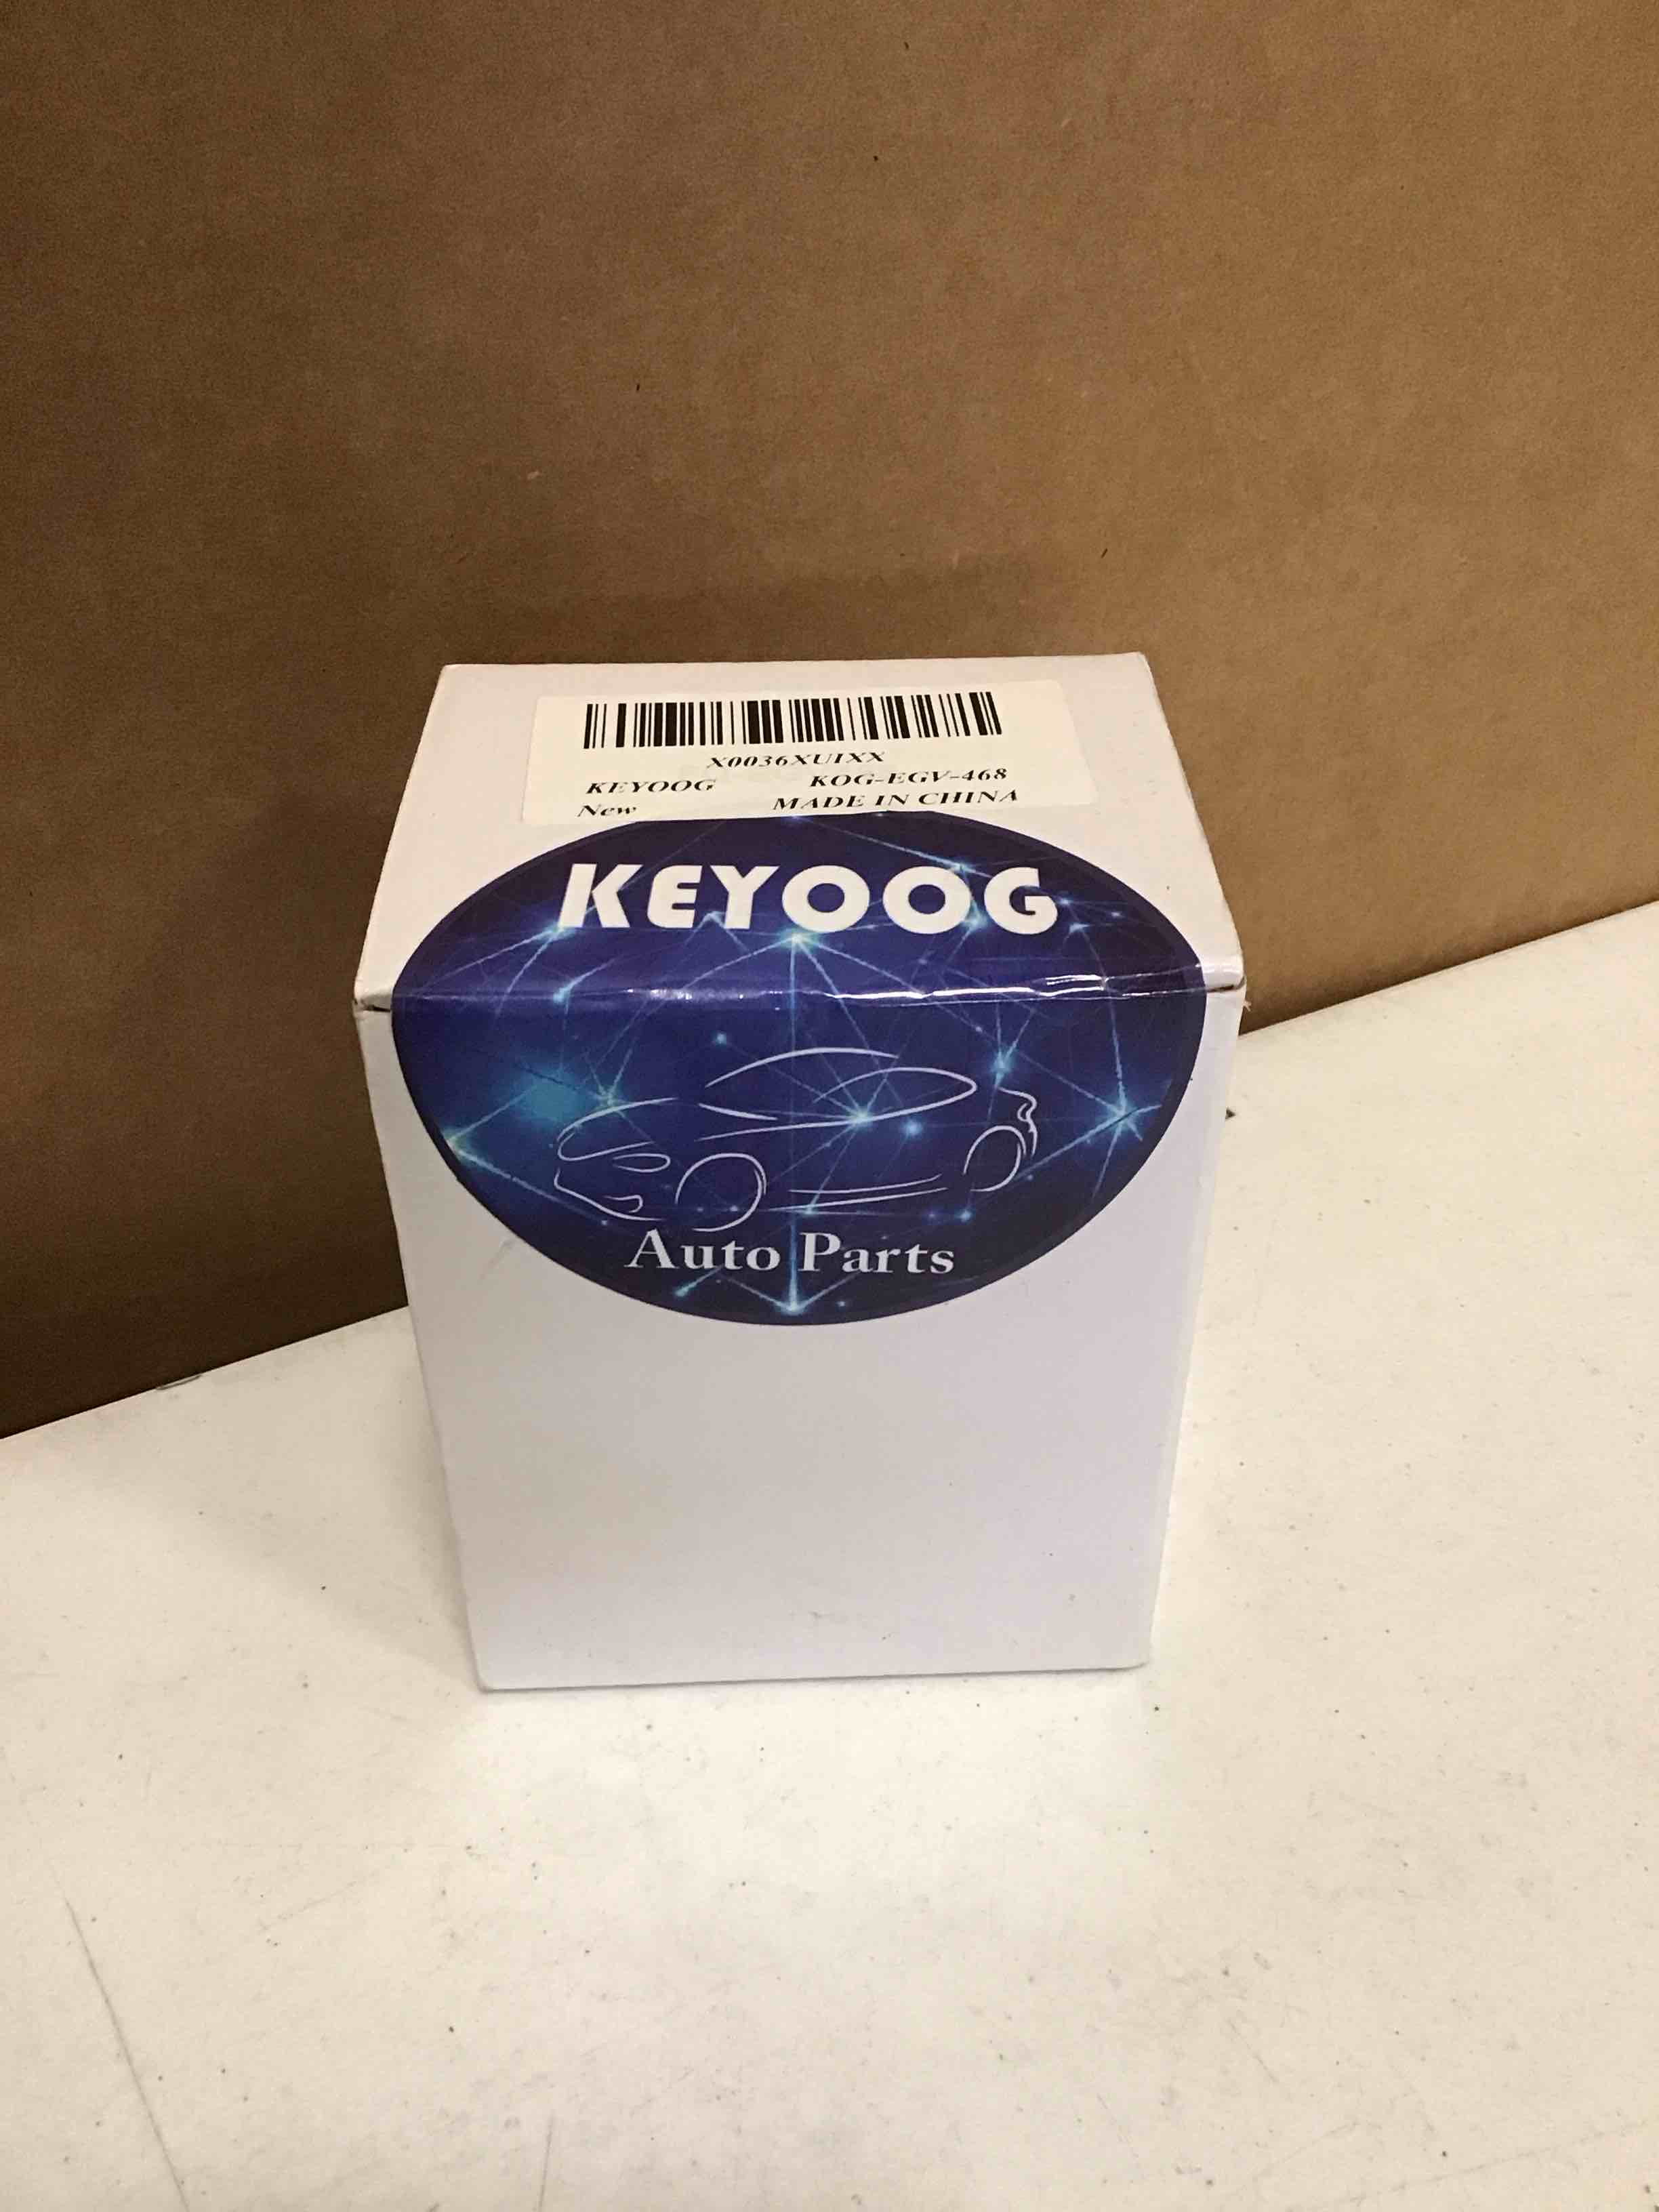 X0036XUIXX
KEYOOG KOG-EGV-468
New MADE IN CHINA
KEYOOG
Auto Parts